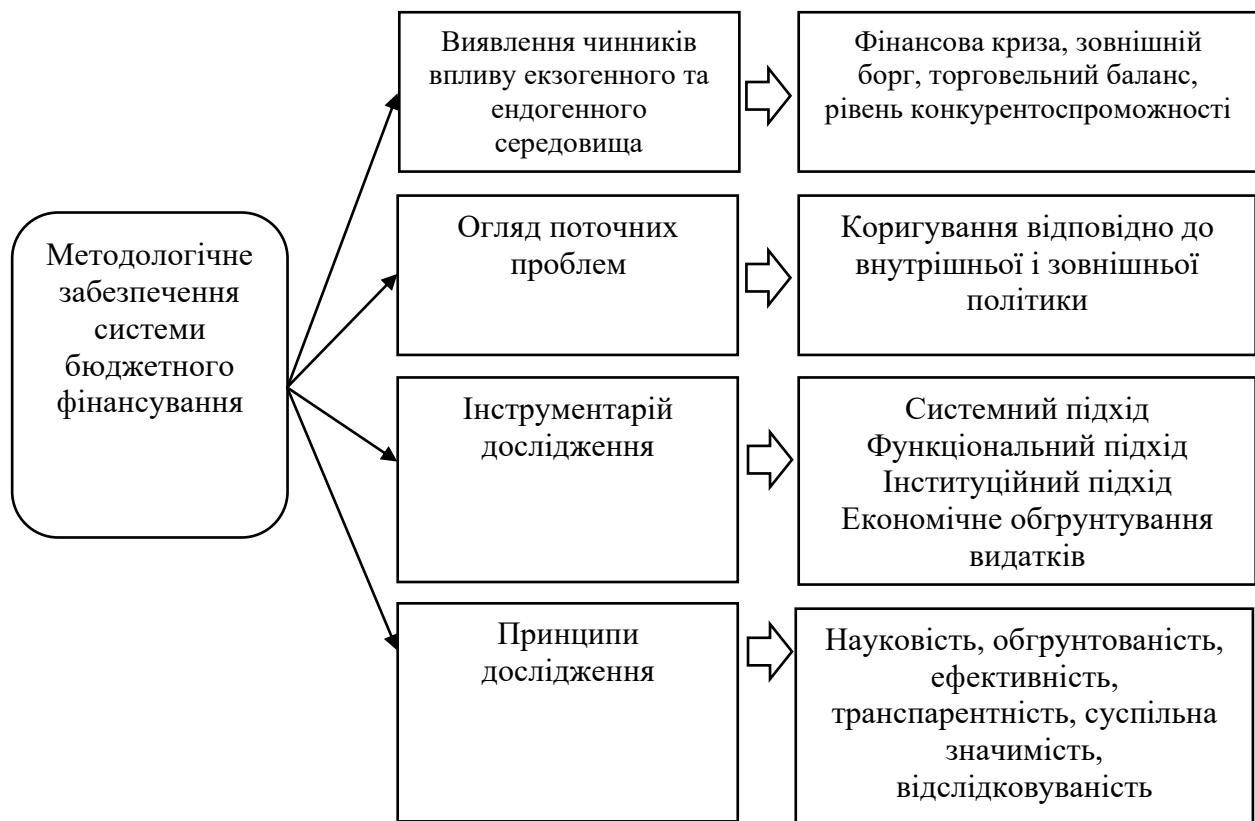 Методологічне
забезпечення
системи
бюджетного
фінансування
Виявлення чинників
впливу екзогенного та
ендогенного
середовища
Фінансова криза, зовнішній
борг, торговельний баланс,
рівень конкурентоспроможності
Огляд поточних
проблем
Коригування відповідно до
внутрішньої і зовнішньої
політики
Інструментарій
дослідження
Системний підхід
Функціональний підхід
Інституційний підхід
Економічне обгрунтування
видатків
Принципи
дослідження
Науковість, обгрунтованість,
ефективність,
транспарентність, суспільна
значимість,
відслідковуваність